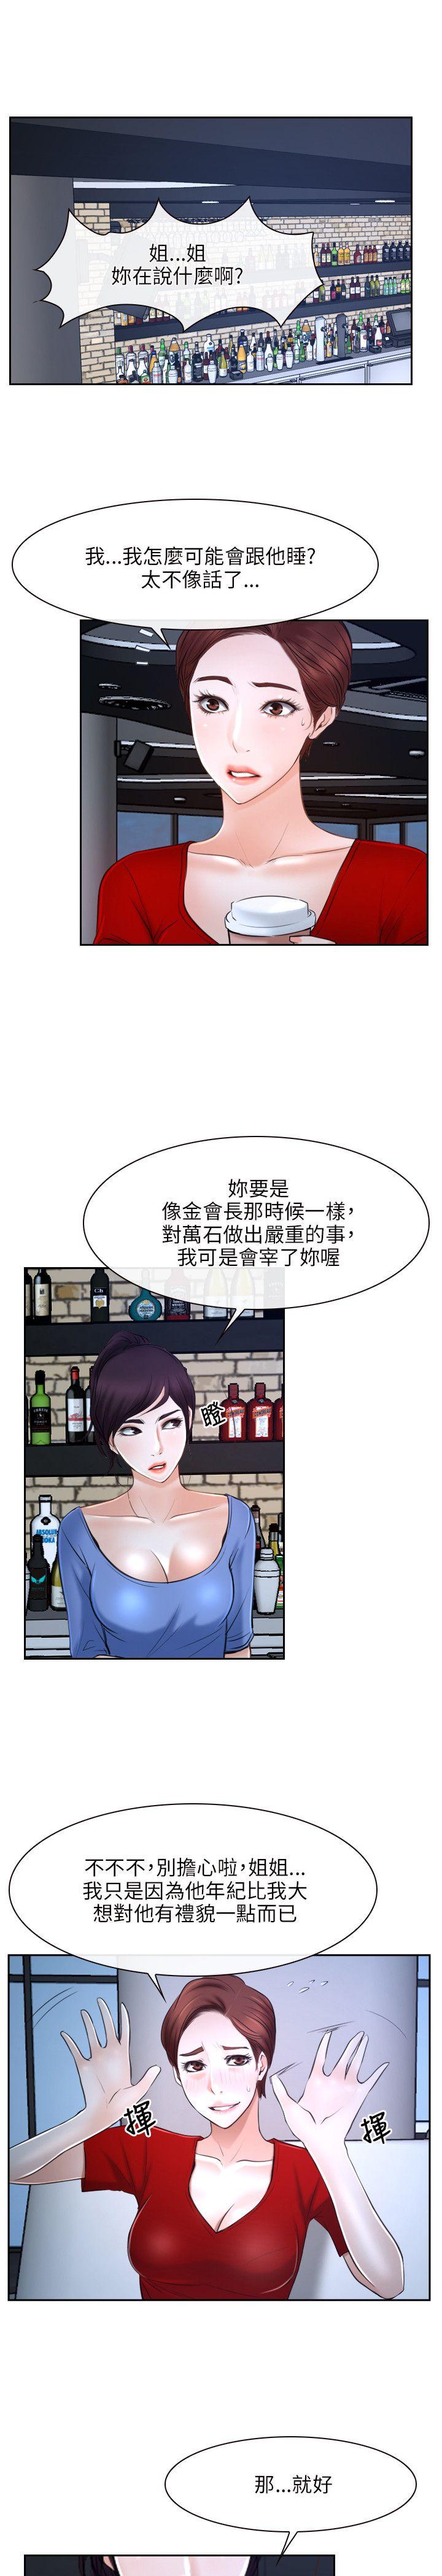 姐…姐
妳在說什麼啊?
我…我怎麼可能會跟他睡?
太不像話了…
妳要是
像金會長那時候一樣,
對萬石做出嚴重的事,
我可是會宰了妳喔
瞪
ABSOLUT
VODKA
不不不,別擔心啦,姐姐…
我只是因為他年紀比我大
想對他有禮貌一點而已
揮
揮
那…就好